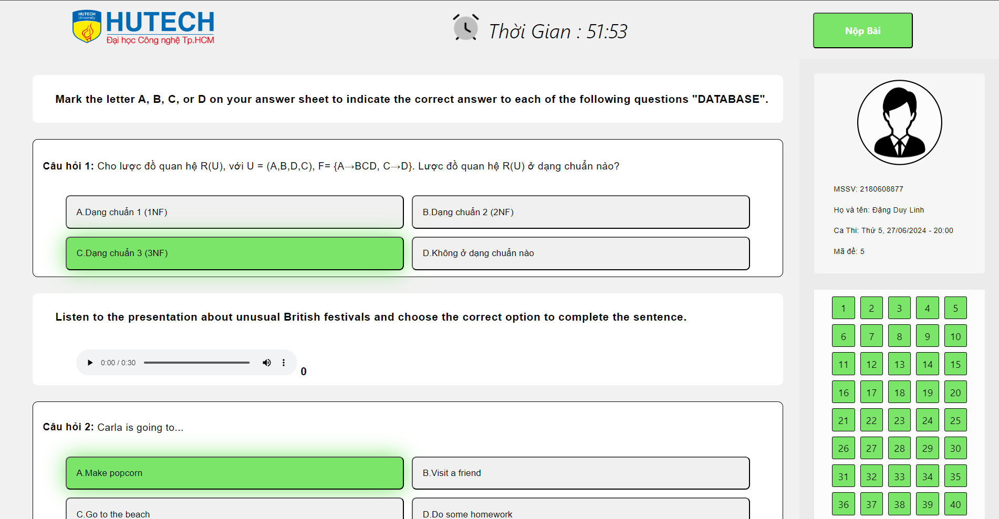 HUTECH
University
HUTECH
Đại học Công nghệ Tp.HCM
Thời Gian : 51:53
Nộp Bài
Mark the letter A, B, C, or D on your answer sheet to indicate the correct answer to each of the following questions "DATABASE".
Câu hỏi 1: Cho lược đồ quan hệ R(U), với U = (A,B,D,C), F= {A→BCD, C→D}. Lược đồ quan hệ R(U) ở dạng chuẩn nào?
A.Dạng chuẩn 1 (1NF)
B.Dạng chuẩn 2 (2NF)
C.Dạng chuẩn 3 (3NF)
D.Không ở dạng chuẩn nào
Listen to the presentation about unusual British festivals and choose the correct option to complete the sentence.
0:00 / 0:30
0
Câu hỏi 2: Carla is going to...
A.Make popcorn
B.Visit a friend
C.Go to the beach
D.Do some homework
MSSV: 2180608877
Họ và tên: Đặng Duy Linh
Ca Thi: Thứ 5, 27/06/2024 - 20:00
Mã đề: 5
1 2 3 4 5
6 7 8 9 10
11 12 13 14 15
16 17 18 19 20
21 22 23 24 25
26 27 28 29 30
31 32 33 34 35
36 37 38 39 40